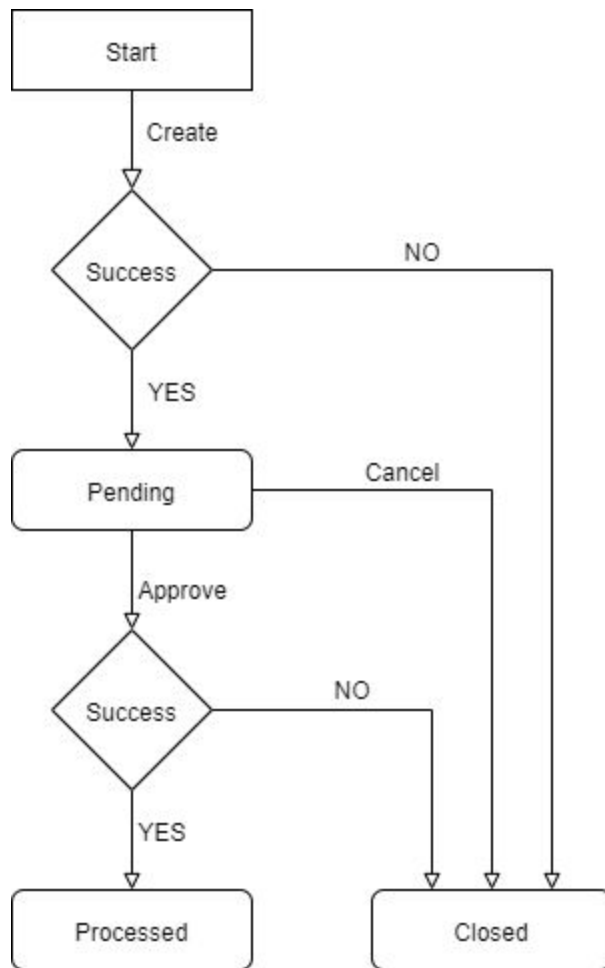 Start
Create
Success
NO
YES
Pending
Cancel
Approve
Success
NO
YES
Processed
Closed